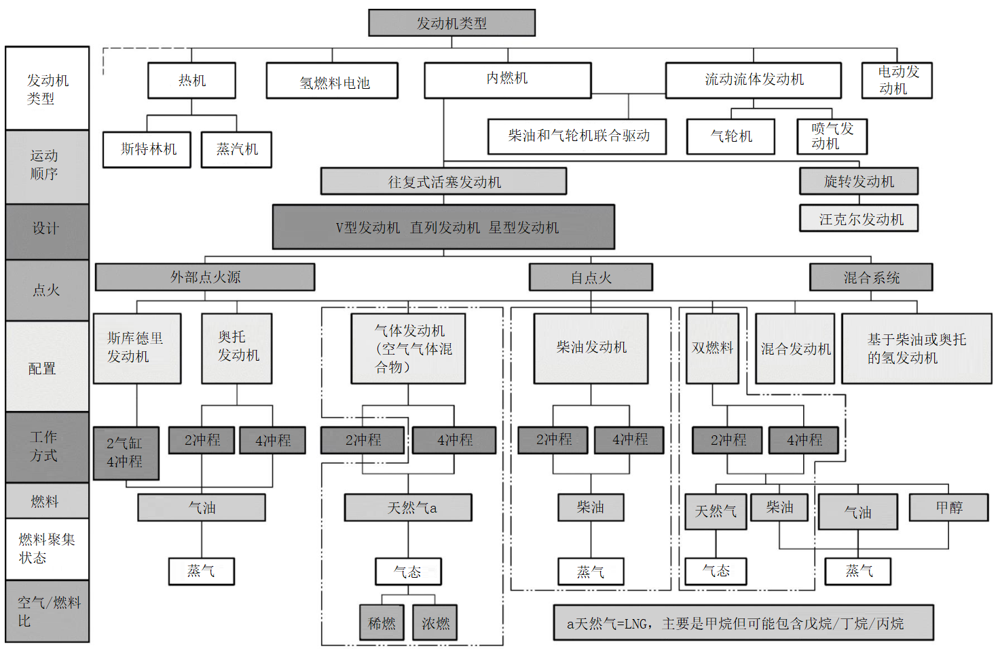 发动机类型
发动机
类型
热机
氢燃料电池
内燃机
流动流体发动机
电动发
动机
斯特林机
蒸汽机
柴油和气轮机联合驱动
气轮机
喷气发
动机
运动
顺序
往复式活塞发动机
旋转发动机
设计
V型发动机 直列发动机 星型发动机
汪克尔发动机
点火
外部点火源
自点火
混合系统
配置
斯库德里
发动机
奥托
发动机
气体发动机
(空气气体混
合物）
柴油发动机
双燃料
混合发动机
基于柴油或奥托
的氢发动机
工作
方式
2气缸
4冲程
2冲程
4冲程
2冲程
4冲程
2冲程
4冲程
2冲程
4冲程
燃料
气油
天然气a
柴油
天然气
柴油
气油
甲醇
燃料聚集
状态
蒸气
气态
蒸气
气态
蒸气
空气/燃料
比
稀燃
浓燃
a天然气=LNG，主要是甲烷但可能包含戊烷/丁烷/丙烷